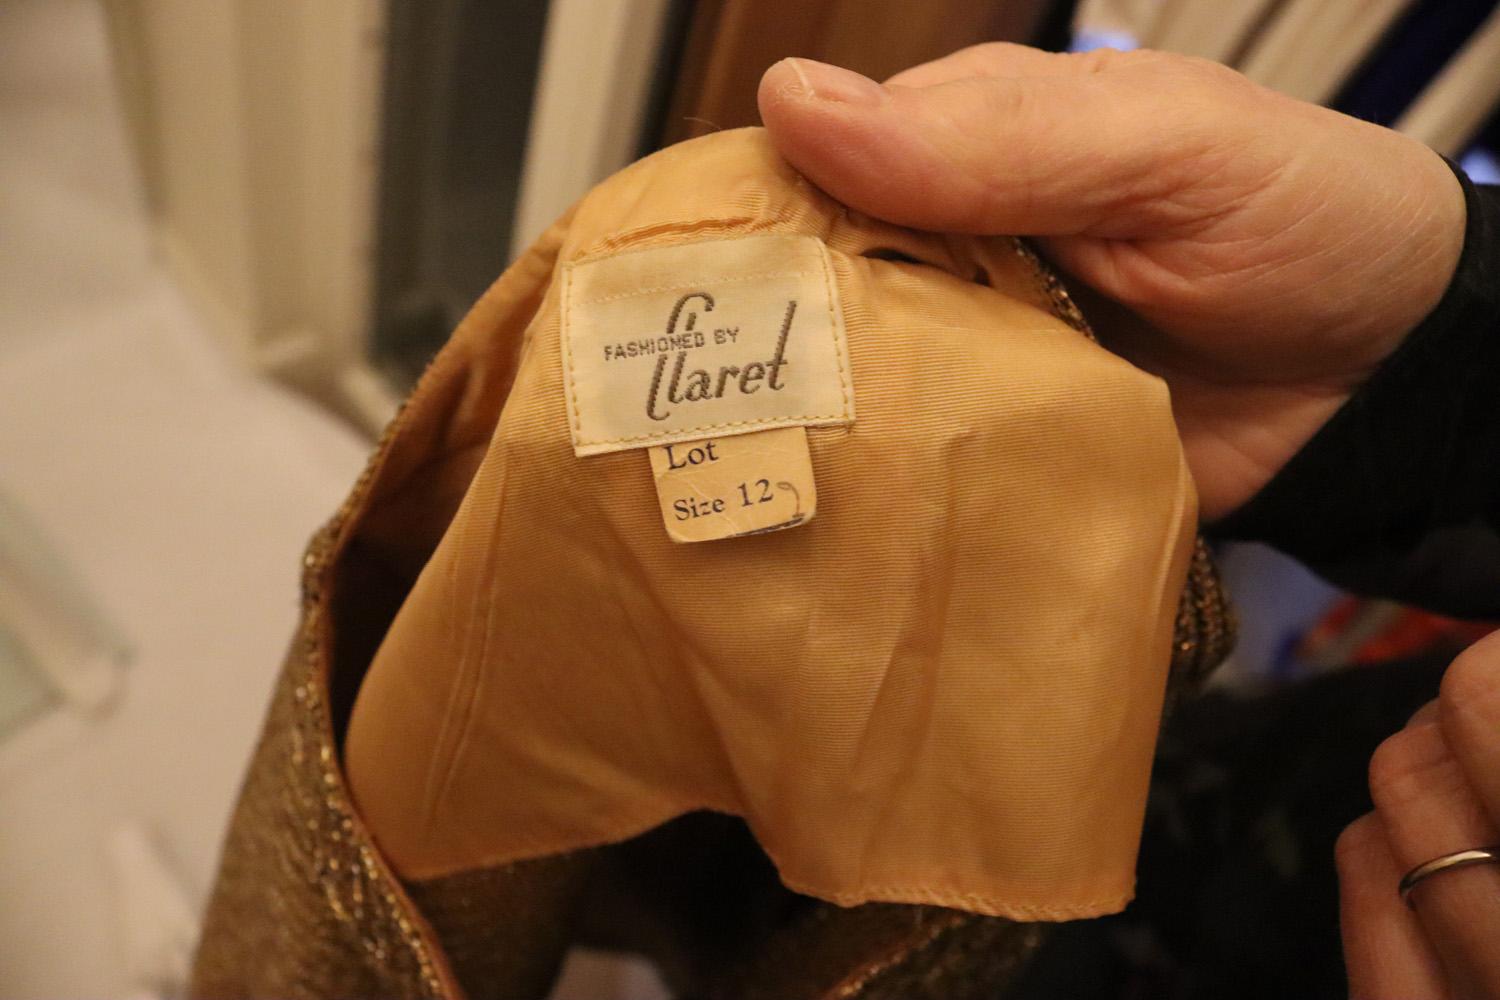 FASHIONED BY
Claret
Lot
Size 12